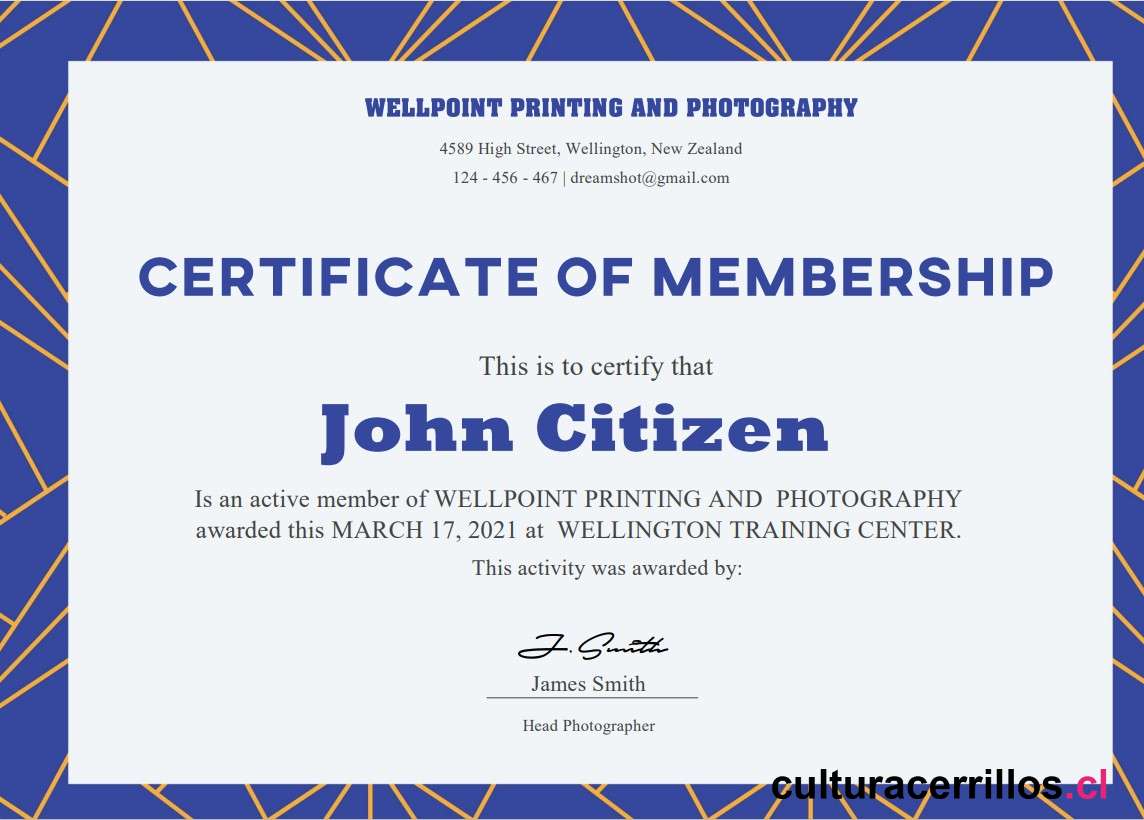 WELLPOINT PRINTING AND PHOTOGRAPHY
4589 High Street, Wellington, New Zealand
124 - 456 - 467 | dreamshot@gmail.com
CERTIFICATE OF MEMBERSHIP
This is to certify that
John Citizen
Is an active member of WELLPOINT PRINTING AND  PHOTOGRAPHY
awarded this MARCH 17, 2021 at  WELLINGTON TRAINING CENTER.
This activity was awarded by:
J. Smith
James Smith
Head Photographer
culturacerrillos.cl